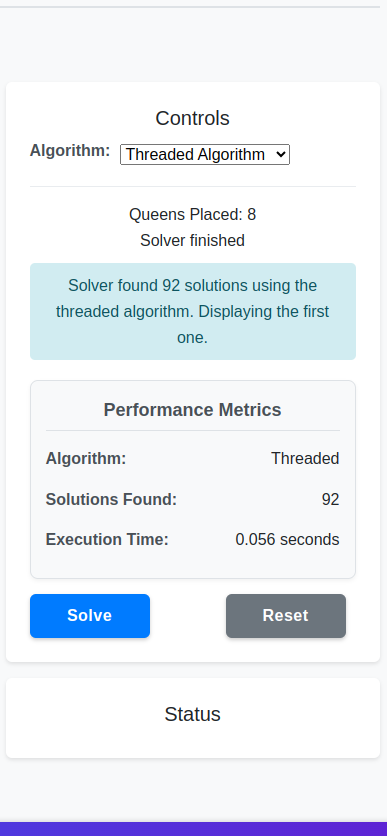 Controls
Algorithm: Threaded Algorithm
Queens Placed: 8
Solver finished
Solver found 92 solutions using the
threaded algorithm. Displaying the first
one.
Performance Metrics
Algorithm: Threaded
Solutions Found: 92
Execution Time: 0.056 seconds
Solve Reset
Status